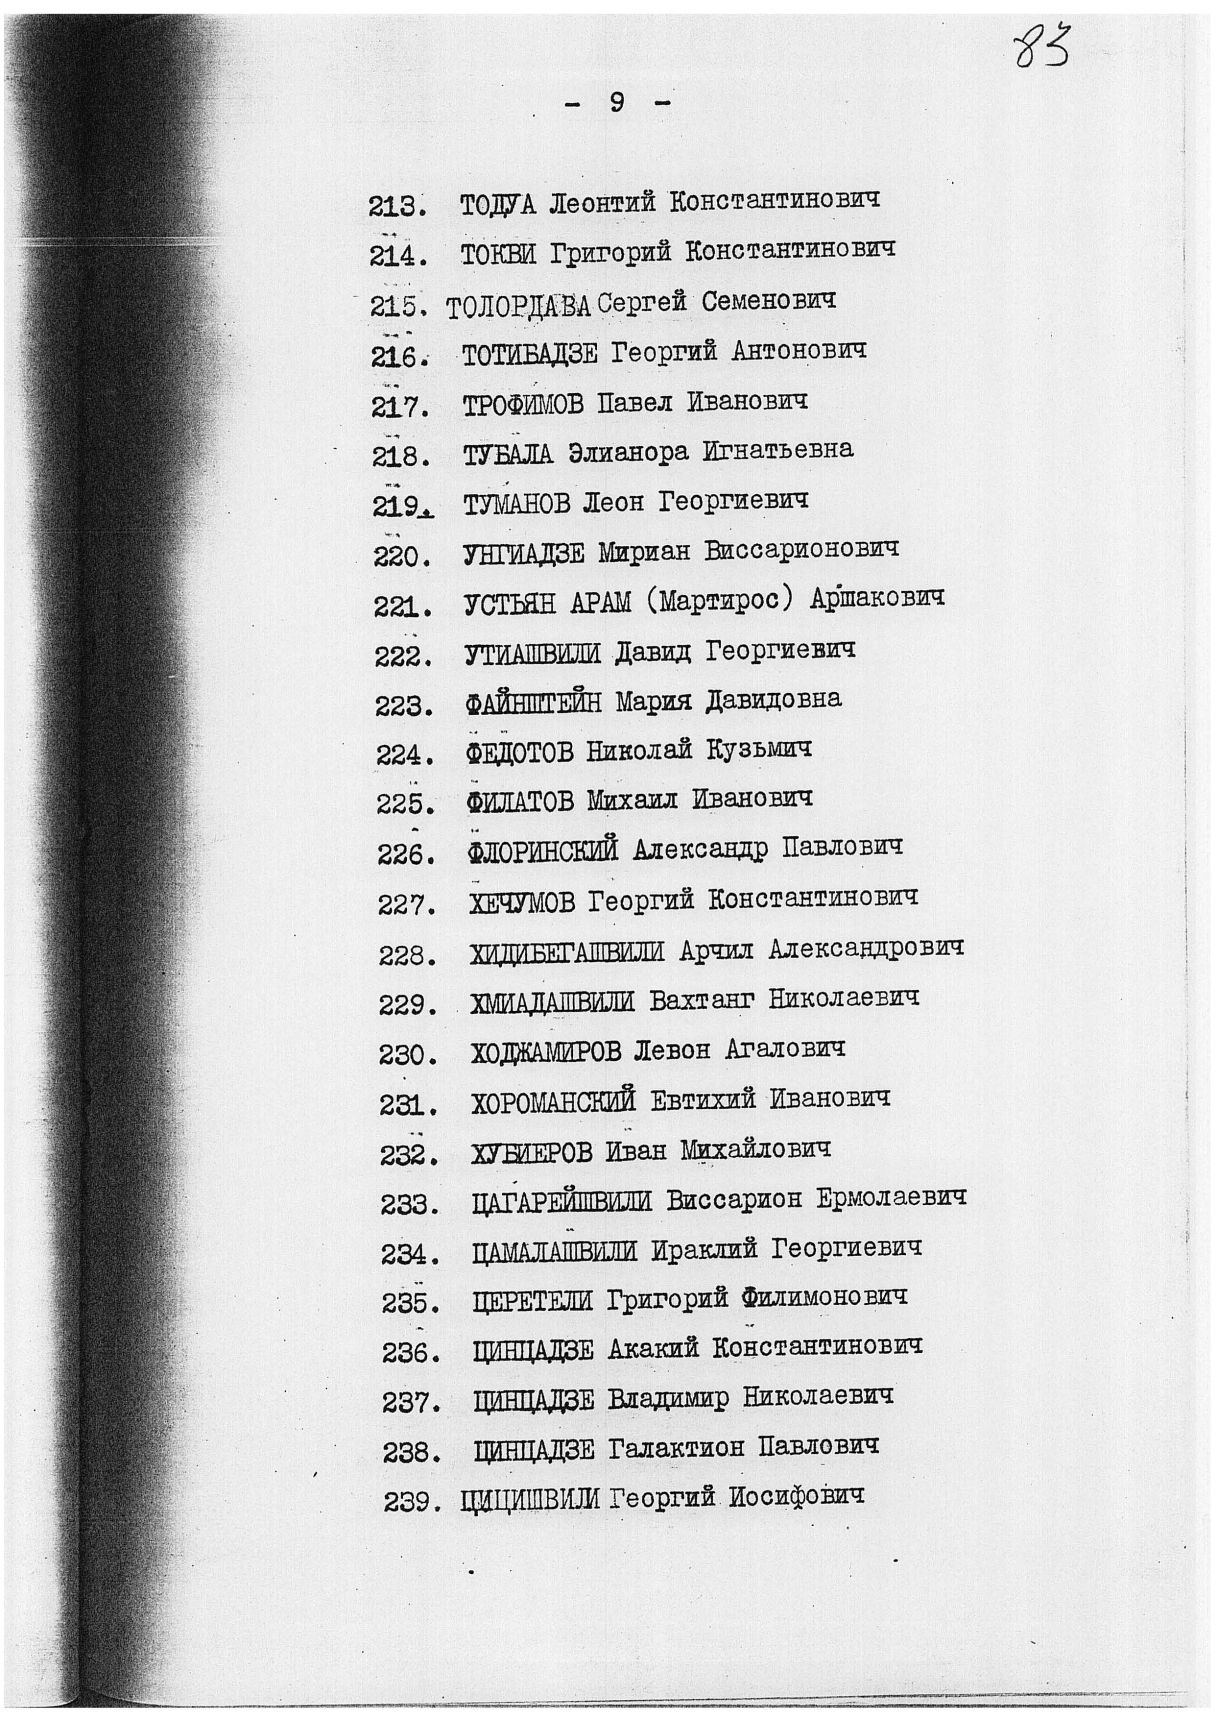 83
- 9 -
213. ТОДУА Леонтий Константинович
214. ТОКВИ Григорий Константинович
215. ТОЛОРДАВА Сергей Семенович
216. ТОТИБАДЗЕ Георгий Антонович
217. ТРОФИМОВ Павел Иванович
218. ТУБАЛА Элианора Игнатьевна
219. ТУМАНОВ Леон Георгиевич
220. УНГИАДЗЕ Мириан Виссарионович
221. УСТЬЯН АРАМ (Мартирос) Аршакович
222. УТИАШВИЛИ Давид Георгиевич
223. ФАЙНШТЕЙН Мария Давидовна
224. ФЕДОТОВ Николай Кузьмич
225. ФИЛАТОВ Михаил Иванович
226. ФЛОРИНСКИЙ Александр Павлович
227. ХЕЧУМОВ Георгий Константинович
228. ХИДИБЕГАШВИЛИ Арчил Александрович
229. ХМИАДАШВИЛИ Вахтанг Николаевич
230. ХОДЖАМИРОВ Левон Агалович
231. ХОРОМАНСКИЙ Евтихий Иванович
232. ХУБИЕРОВ Иван Михайлович
233. ЦАГАРЕЙШВИЛИ Виссарион Ермолаевич
234. ЦАМАЛАШВИЛИ Ираклий Георгиевич
235. ЦЕРЕТЕЛИ Григорий Филимонович
236. ЦИНЦАДЗЕ Акакий Константинович
237. ЦИНЦАДЗЕ Владимир Николаевич
238. ЦИНЦАДЗЕ Галактион Павлович
239. ЦИЦИШВИЛИ Георгий Иосифович